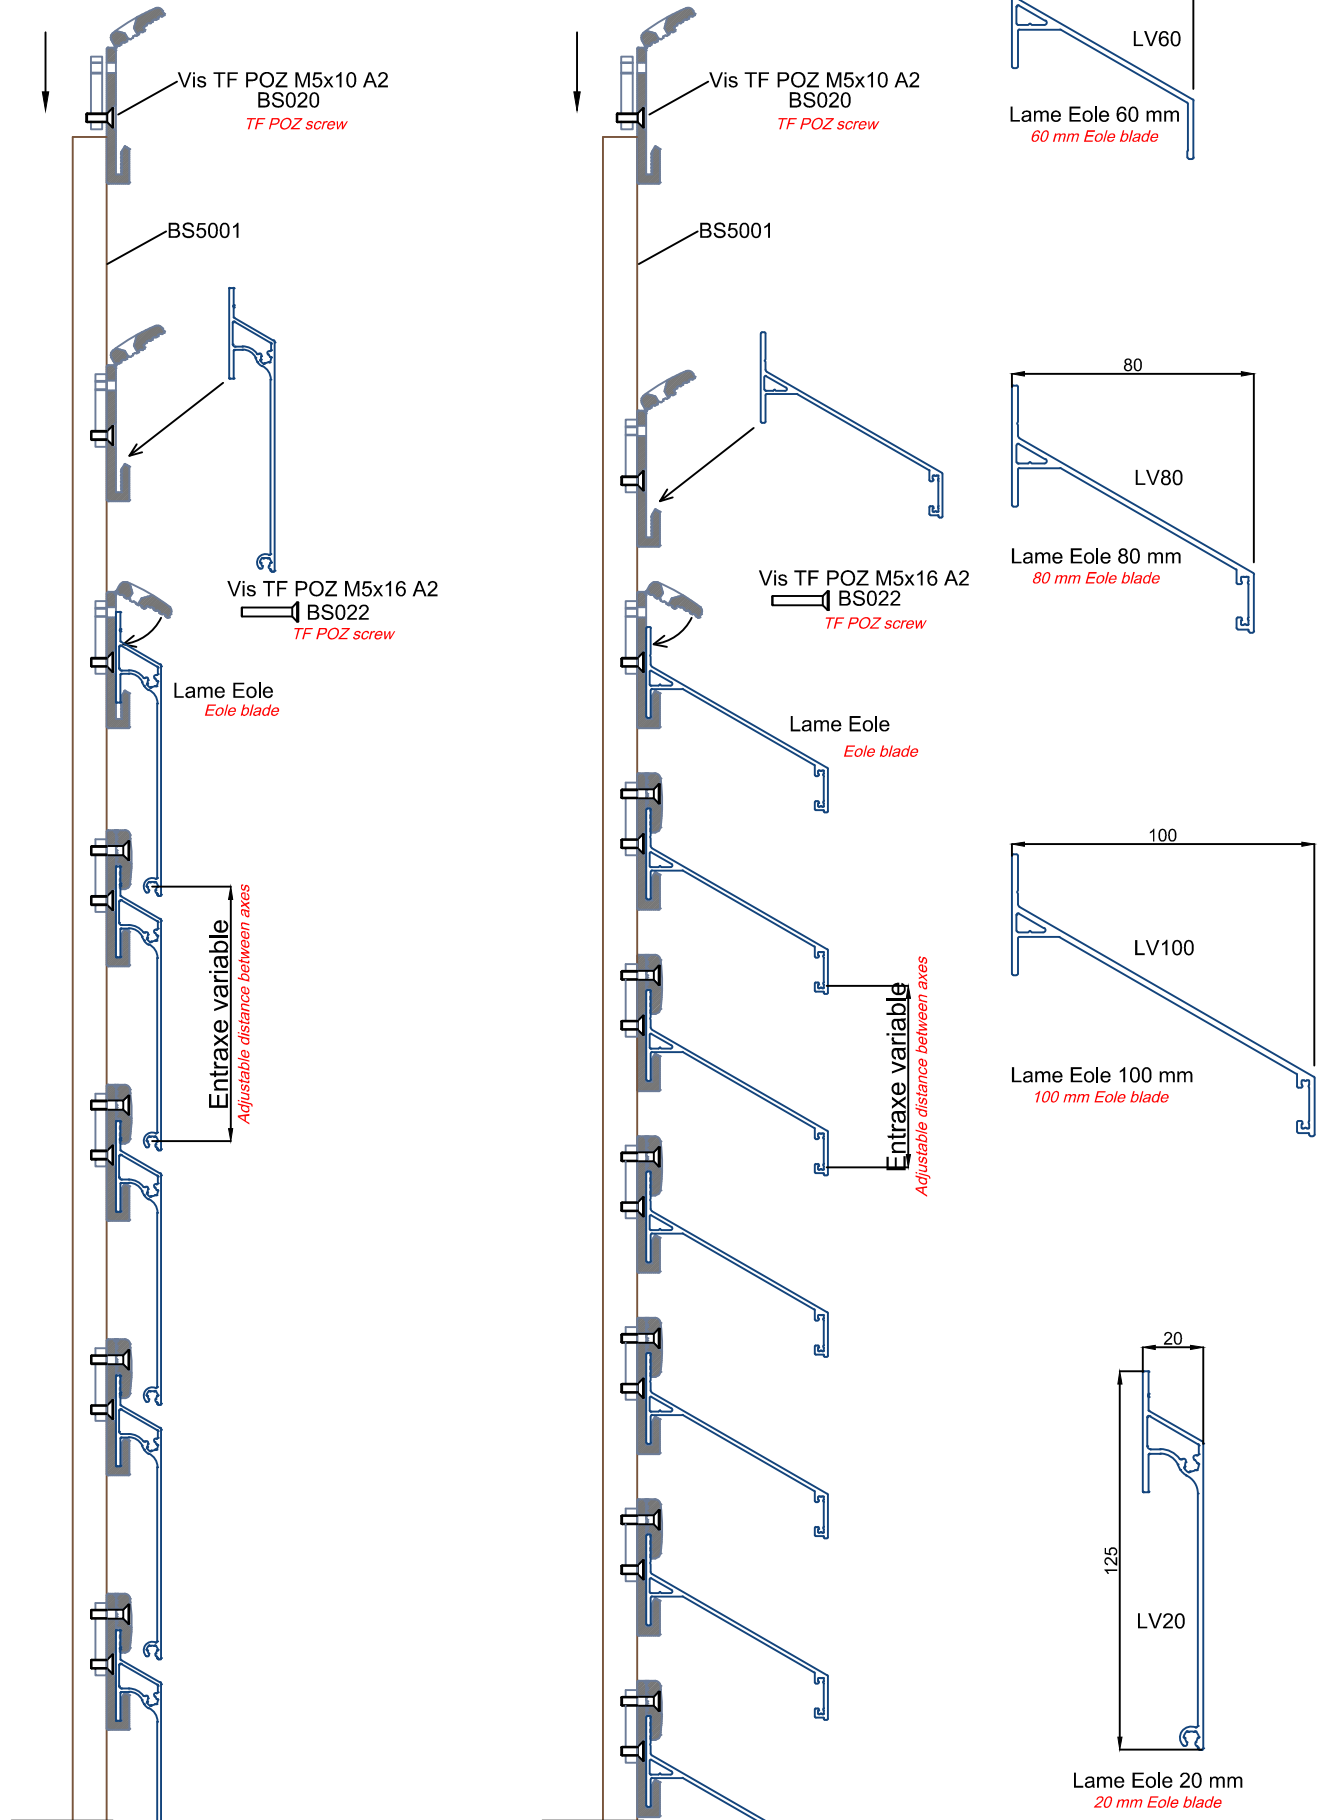 Vis TF POZ M5x10 A2
BS020
TF POZ screw
BS5001
Vis TF POZ M5x16 A2
BS022
TF POZ screw
Lame Eole
Eole blade
Entraxe variable
Adjustable distance between axes
Vis TF POZ M5x10 A2
BS020
TF POZ screw
BS5001
Vis TF POZ M5x16 A2
BS022
TF POZ screw
Lame Eole
Eole blade
Entraxe variable
Adjustable distance between axes
LV60
Lame Eole 60 mm
60 mm Eole blade
80
LV80
Lame Eole 80 mm
80 mm Eole blade
100
LV100
Lame Eole 100 mm
100 mm Eole blade
20
125
LV20
Lame Eole 20 mm
20 mm Eole blade